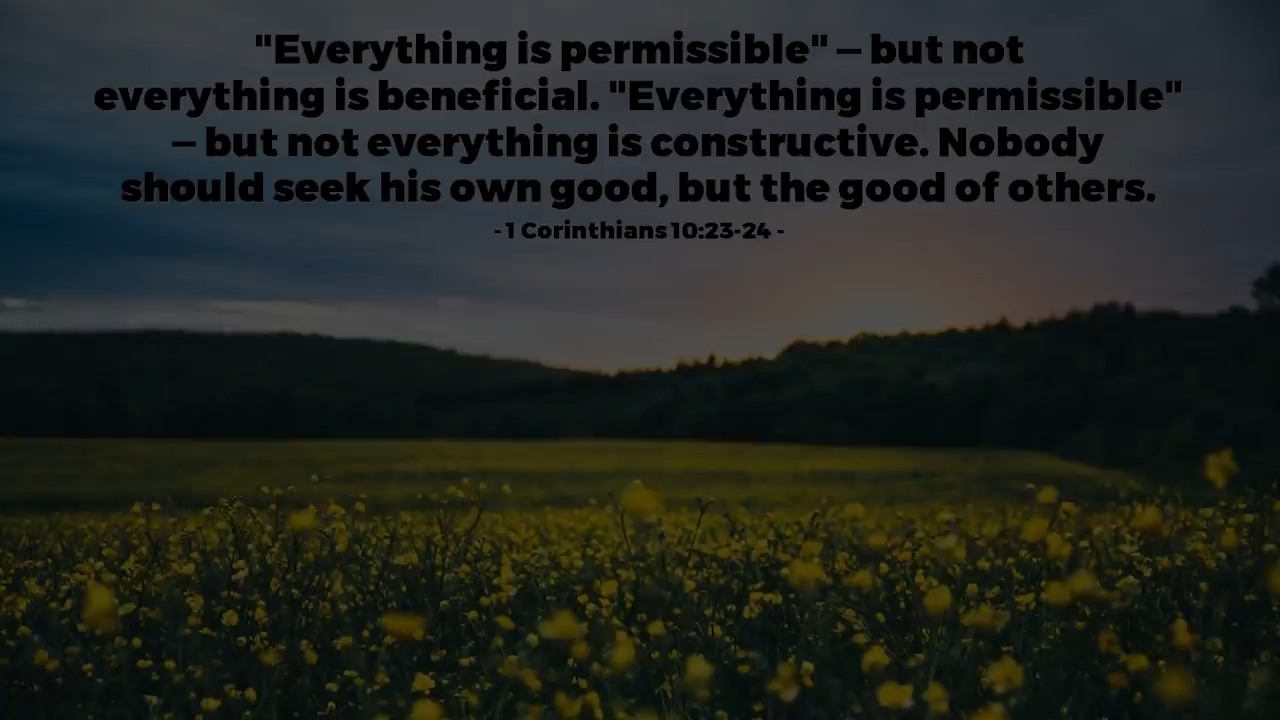 "Everything is permissible" – but not
everything is beneficial. "Everything is permissible"
– but not everything is constructive. Nobody
should seek his own good, but the good of others.
- 1 Corinthians 10:23-24 -